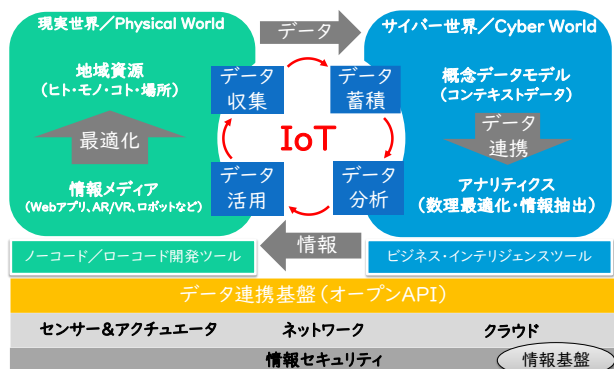 現実世界／Physical World
データ
サイバー世界／Cyber World
地域資源
（ヒト・モノ・コト・場所）
データ
収集
データ
蓄積
概念データモデル
（コンテキストデータ）
最適化
IoT
データ
連携
情報メディア
（Webアプリ、AR/VR、ロボットなど）
データ
活用
データ
分析
アナリティクス
（数理最適化・情報抽出）
情報
ノーコード／ローコード開発ツール
ビジネス・インテリジェンスツール
データ連携基盤（オープンAPI）
センサー＆アクチュエータ
ネットワーク
クラウド
情報セキュリティ
情報基盤